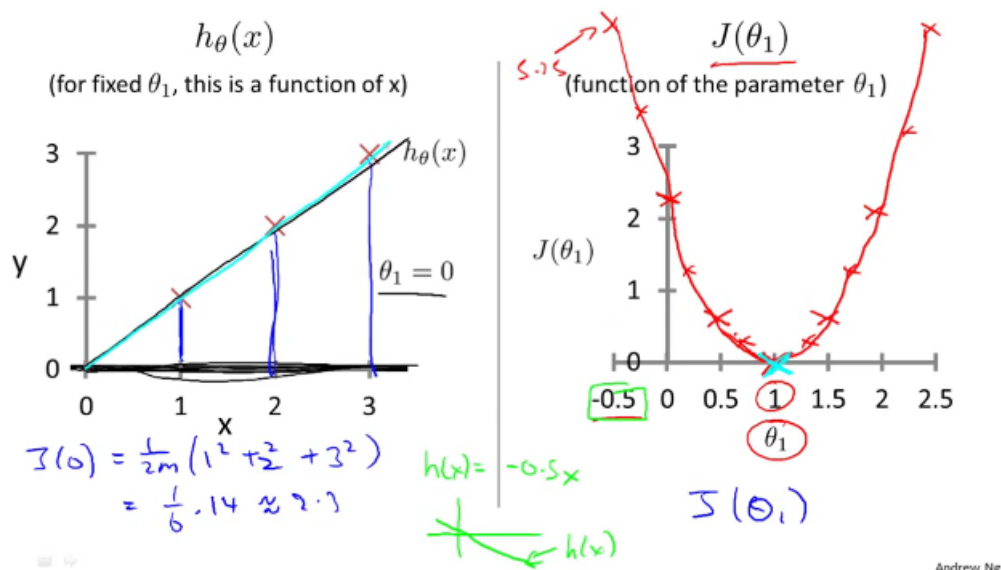 h_θ(x)
(for fixed θ₁, this is a function of x)
h_θ(x)
3
2
1
0
y
θ₁ = 0
0 1 2 3
x
J(0) = 1/2m (1² + 2² + 3²)
= 1/6 · 14 ≈ 2.3
J(θ₁)
5.25
(function of the parameter θ₁)
3
2
1
0
J(θ₁)
-0.5 0 0.5 1 1.5 2 2.5
θ₁
h(x) = -0.5x
h(x)
J(θ₁)
Andrew Ng